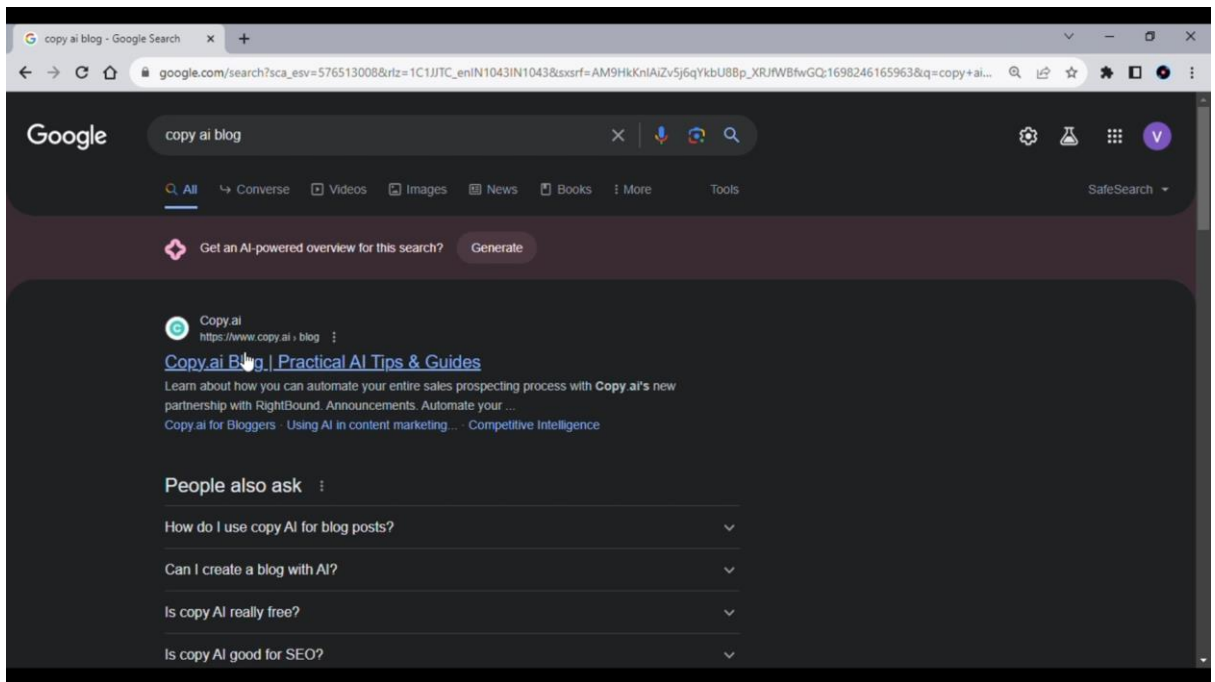 copy ai blog - Google Search
google.com/search?sca_esv=576513008&rlz=1C1JJTC_enIN1043IN1043&sxsrf=AM9HkKnIAiZv5j6qYkbU8Bp_XRJfWBfwGQ:1698246165963&q=copy+ai...
Google
copy ai blog
V
All Converse Videos Images News Books More Tools SafeSearch
Get an AI-powered overview for this search? Generate
Copy.ai
https://www.copy.ai › blog
Copy.ai Blog | Practical AI Tips & Guides
Learn about how you can automate your entire sales prospecting process with Copy.ai's new
partnership with RightBound. Announcements. Automate your ...
Copy.ai for Bloggers · Using AI in content marketing... · Competitive Intelligence
People also ask
How do I use copy AI for blog posts?
Can I create a blog with AI?
Is copy AI really free?
Is copy AI good for SEO?